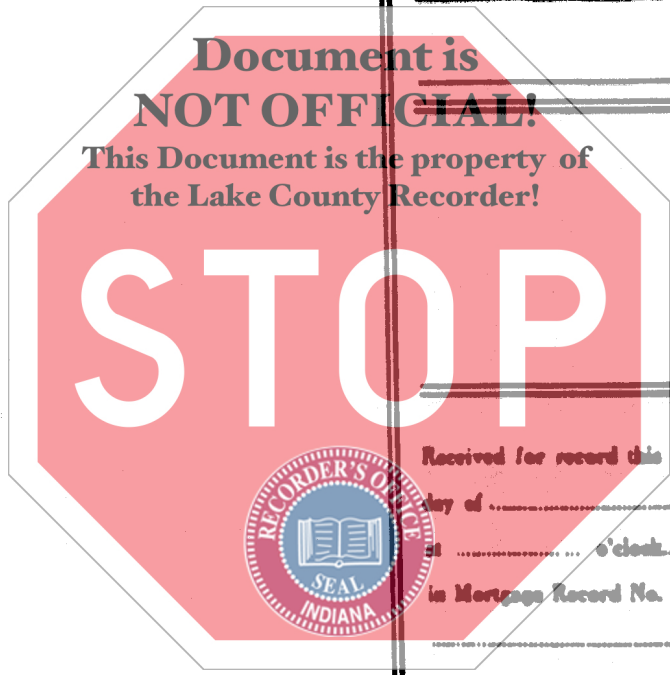 Document is
NOT OFFICIAL!
This Document is the property of
the Lake County Recorder!
STOP
RECORDER'S OFFICE
SEAL
INDIANA
Received for record this
day of
o'clock
in Mortgage Record No.